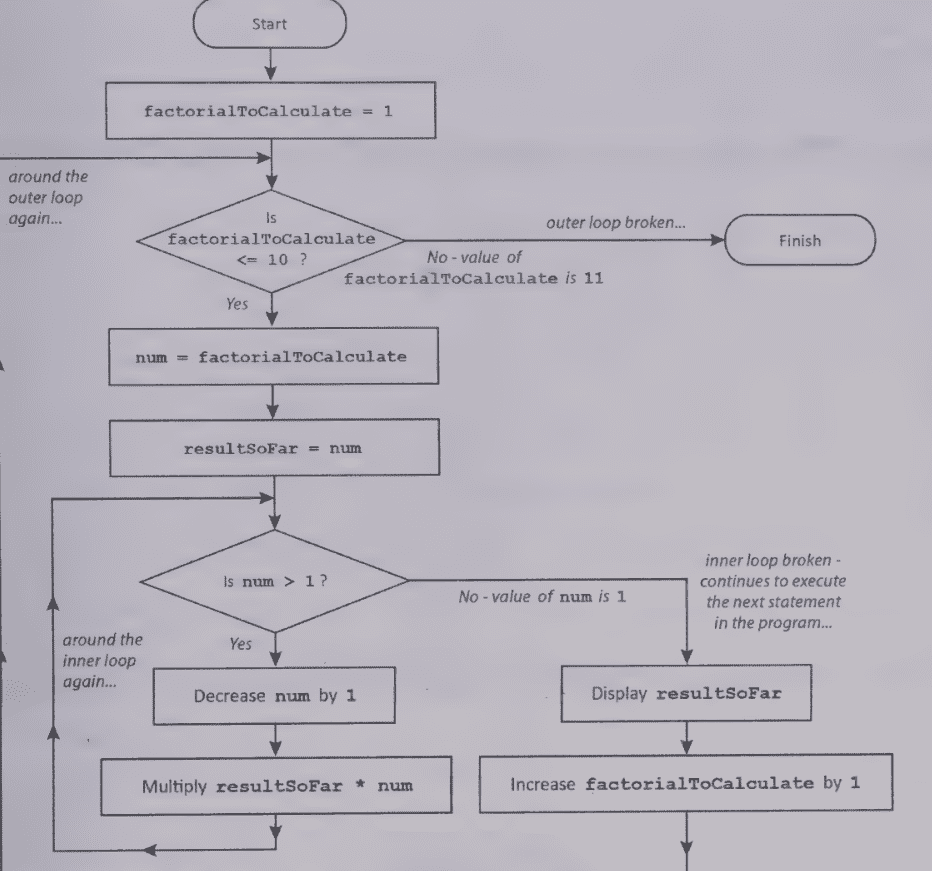 Start
factorialToCalculate = 1
around the
outer loop
again...
Is
factorialToCalculate
<= 10 ?
outer loop broken...
No - value of
factorialToCalculate is 11
Finish
Yes
num = factorialToCalculate
resultSoFar = num
Is num > 1 ?
No - value of num is 1
inner loop broken -
continues to execute
the next statement
in the program...
Yes
around the
inner loop
again...
Decrease num by 1
Display resultSoFar
Multiply resultSoFar * num
Increase factorialToCalculate by 1